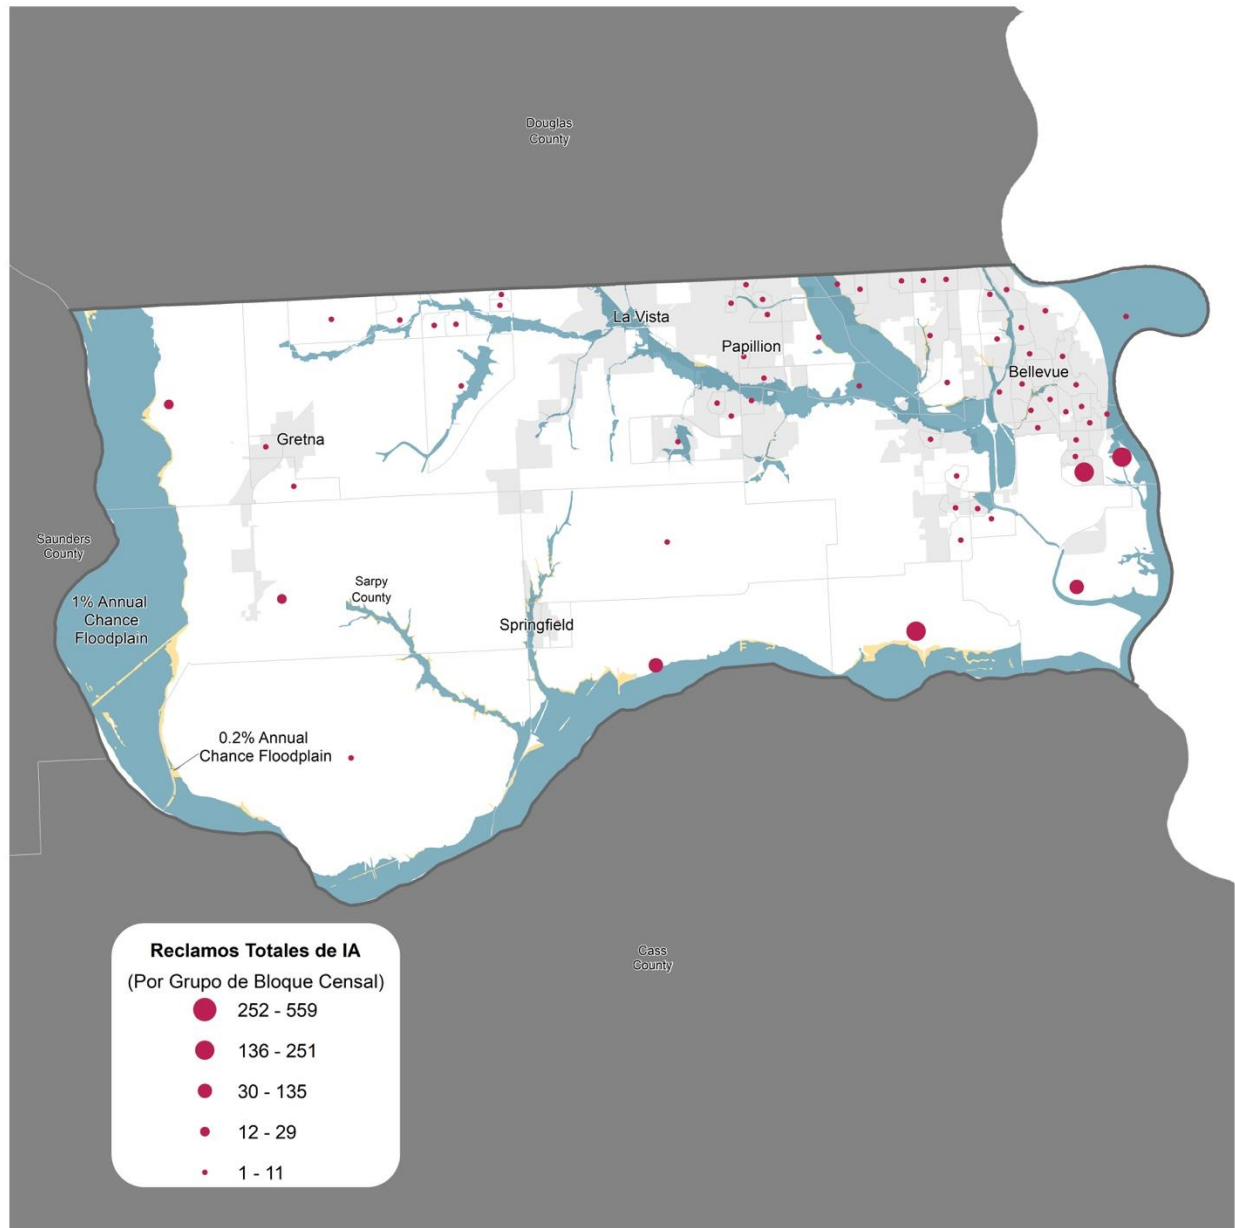 Douglas
County
La Vista
Papillion
Bellevue
Gretna
Saunders
County
Sarpy
County
1% Annual
Chance
Floodplain
Springfield
0.2% Annual
Chance Floodplain
Cass
County
Reclamos Totales de IA
(Por Grupo de Bloque Censal)
252 - 559
136 - 251
30 - 135
12 - 29
1 - 11